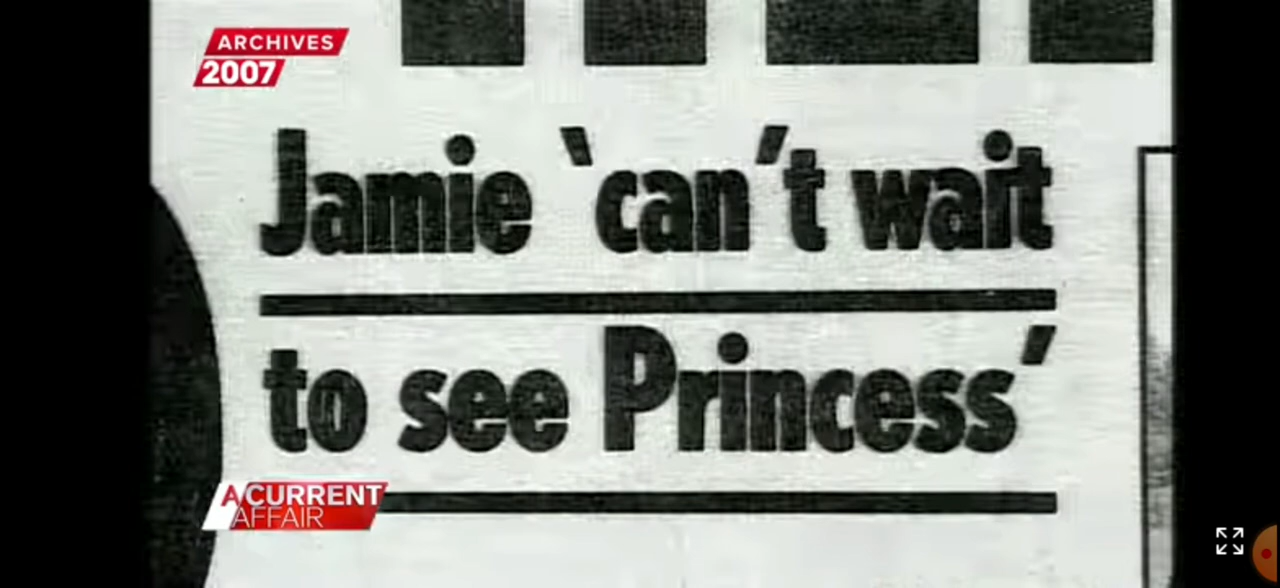 ARCHIVES
2007
Jamie ‵can′t wait
to see Princess′
A CURRENT
AFFAIR